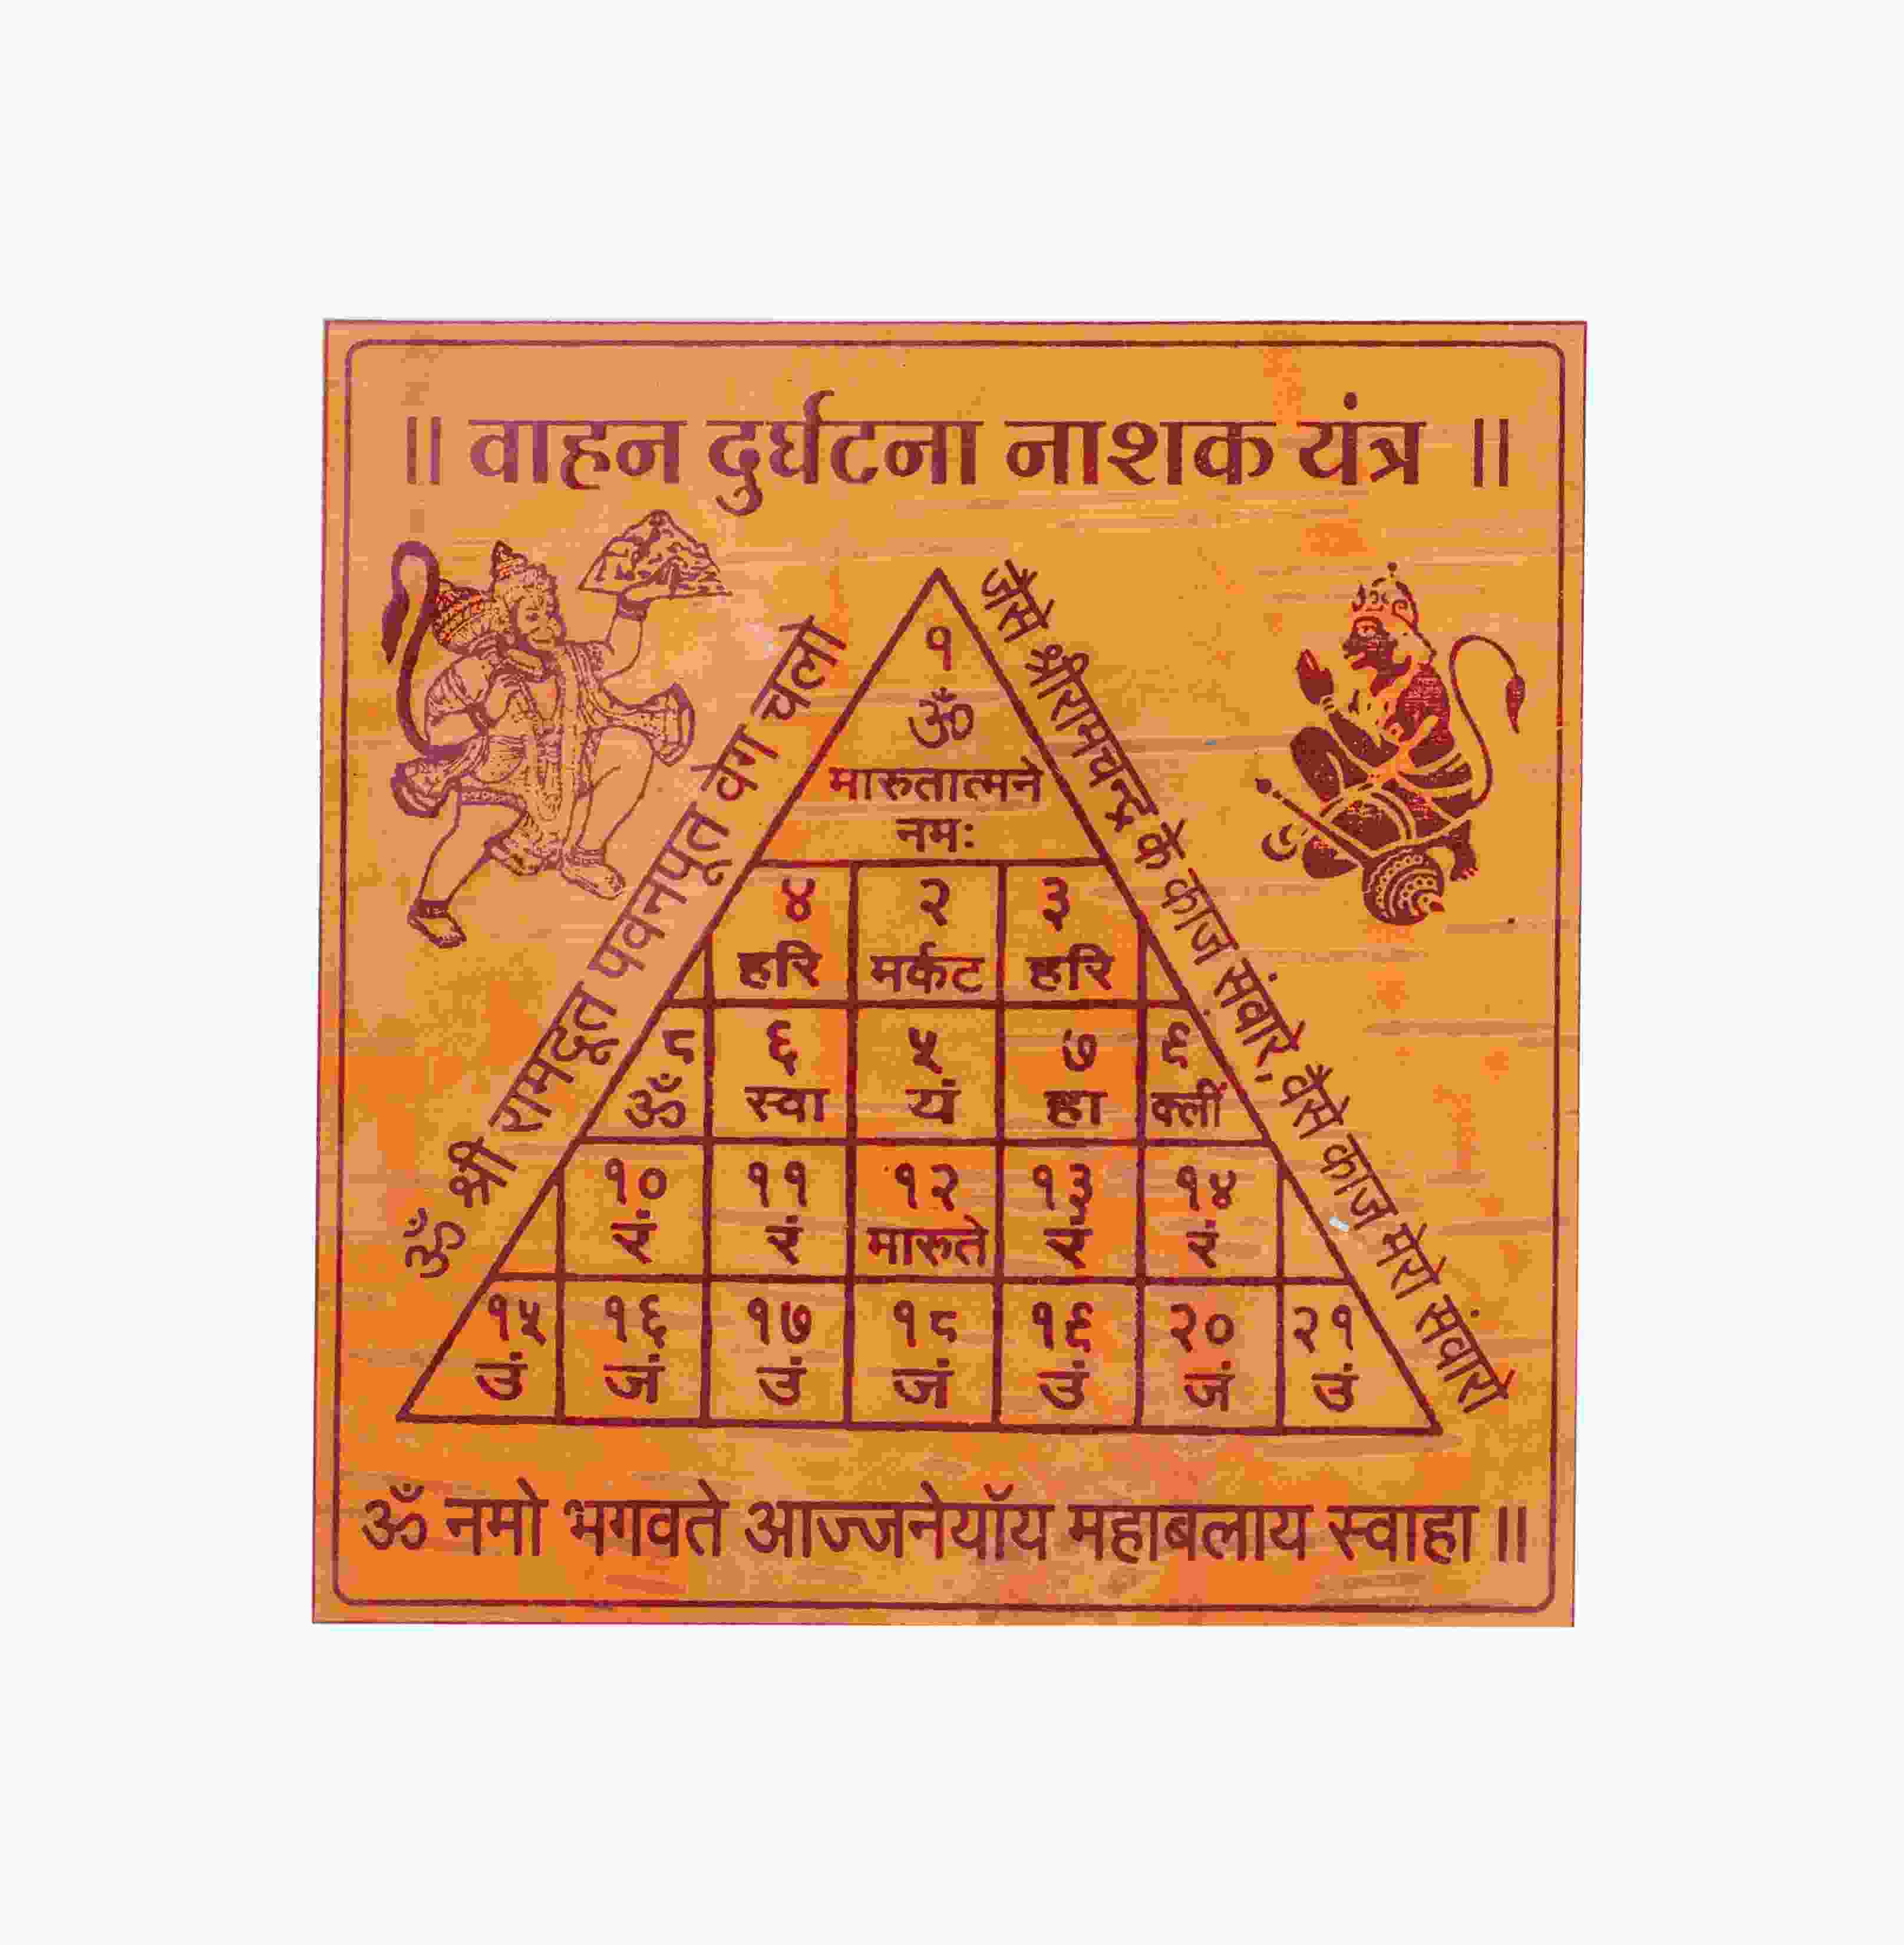 ॥ वाहन दुर्घटना नाशक यंत्र ॥
ॐ श्री रामदूत पवनपूत वेग चलो
जैसे श्रीरामचन्द्र के काज संवारे, वैसे काज मेरो संवारो
१
ॐ
मारुतात्मने
नमः
४ २ ३
हरि मर्कट हरि
८ ६ ५ ७ ९
ॐ स्वा यं हा क्लीं
१० ११ १२ १३ १४
रं रं मारुते रं रं
१५ १६ १७ १८ १९ २० २१
उं जं उं जं उं जं उं
ॐ नमो भगवते आज्जनेयॉय महाबलाय स्वाहा ॥